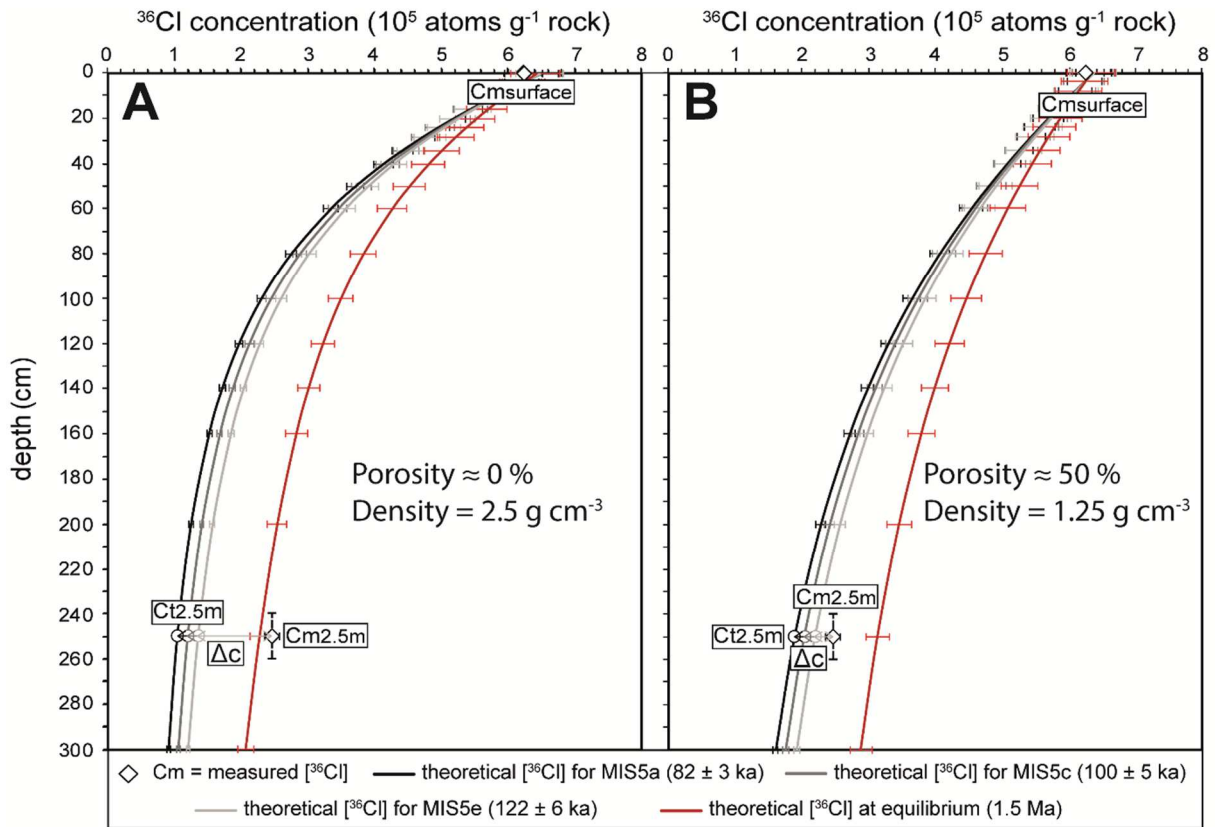 ³⁶Cl concentration (10⁵ atoms g⁻¹ rock)
³⁶Cl concentration (10⁵ atoms g⁻¹ rock)
0 1 2 3 4 5 6 7 8
0 1 2 3 4 5 6 7 8
A
B
Cmsurface
Cmsurface
depth (cm)
0
20
40
60
80
100
120
140
160
180
200
220
240
260
280
300
Porosity ≈ 0 %
Density = 2.5 g cm⁻³
Porosity ≈ 50 %
Density = 1.25 g cm⁻³
Ct2.5m
Cm2.5m
Δc
Cm2.5m
Ct2.5m
Δc
Cm = measured [³⁶Cl]
theoretical [³⁶Cl] for MIS5a (82 ± 3 ka)
theoretical [³⁶Cl] for MIS5c (100 ± 5 ka)
theoretical [³⁶Cl] for MIS5e (122 ± 6 ka)
theoretical [³⁶Cl] at equilibrium (1.5 Ma)